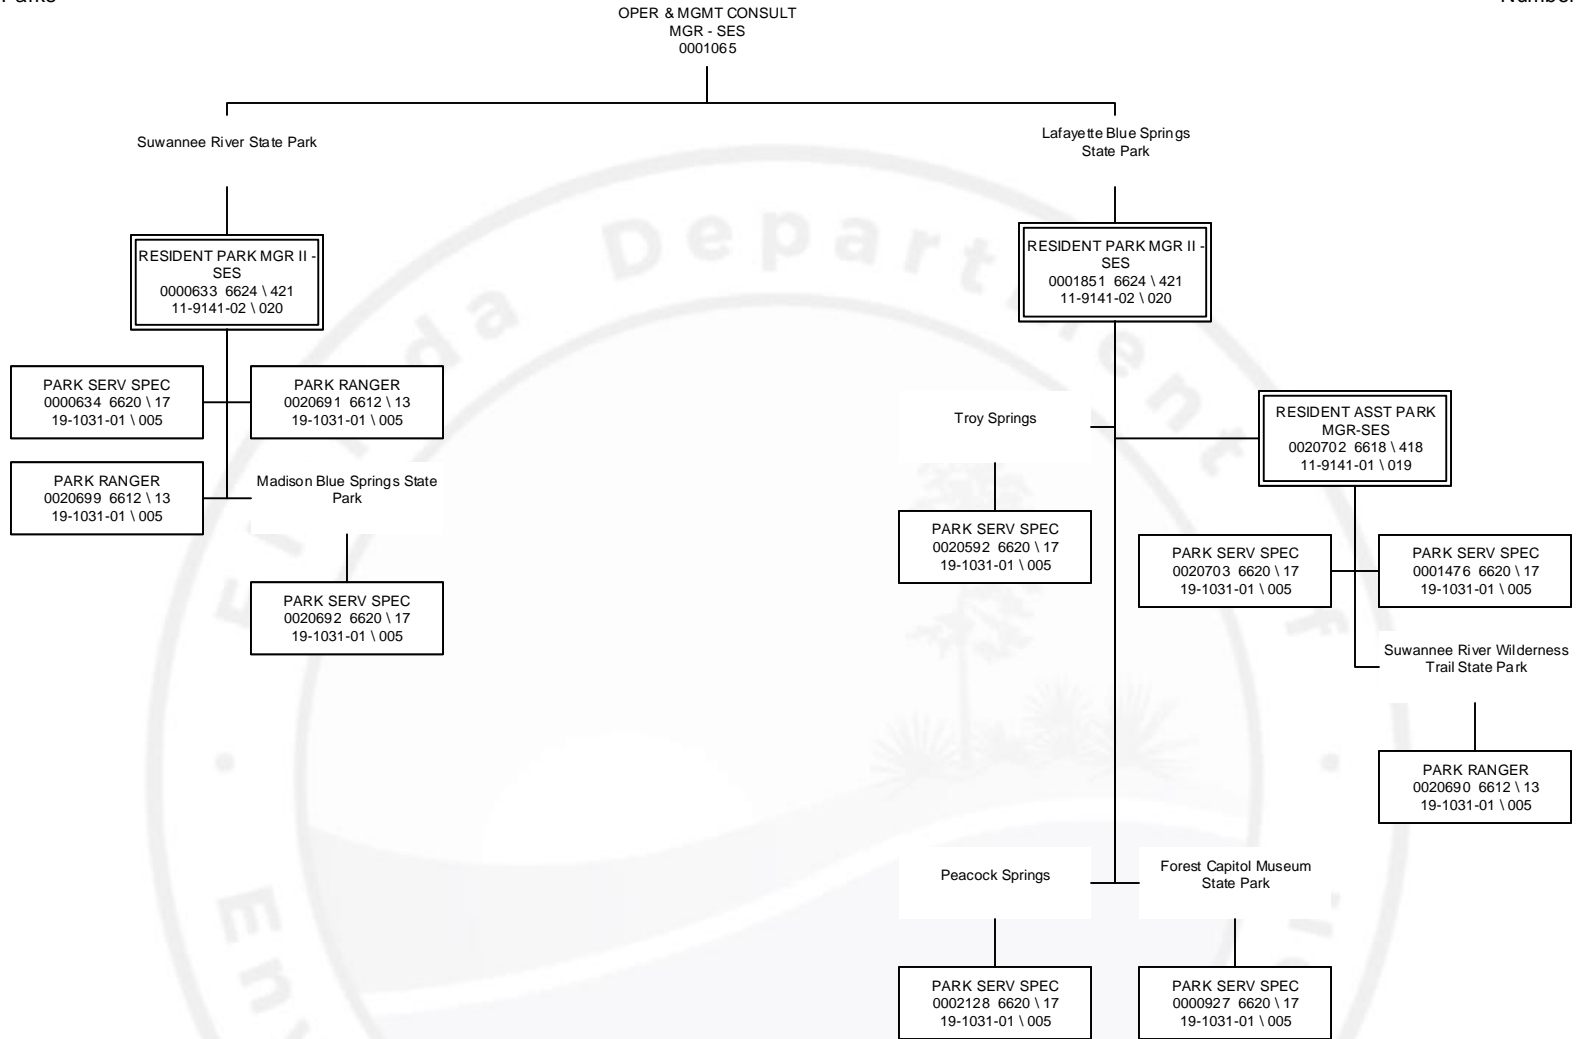 OPER & MGMT CONSULT
MGR - SES
0001065
Suwannee River State Park
Lafayette Blue Springs
State Park
RESIDENT PARK MGR II -
SES
0000633 6624 \ 421
11-9141-02 \ 020
RESIDENT PARK MGR II -
SES
0001851 6624 \ 421
11-9141-02 \ 020
PARK SERV SPEC
0000634 6620 \ 17
19-1031-01 \ 005
PARK RANGER
0020691 6612 \ 13
19-1031-01 \ 005
PARK RANGER
0020699 6612 \ 13
19-1031-01 \ 005
Madison Blue Springs State
Park
PARK SERV SPEC
0020692 6620 \ 17
19-1031-01 \ 005
Troy Springs
PARK SERV SPEC
0020592 6620 \ 17
19-1031-01 \ 005
RESIDENT ASST PARK
MGR-SES
0020702 6618 \ 418
11-9141-01 \ 019
PARK SERV SPEC
0020703 6620 \ 17
19-1031-01 \ 005
PARK SERV SPEC
0001476 6620 \ 17
19-1031-01 \ 005
Suwannee River Wilderness
Trail State Park
PARK RANGER
0020690 6612 \ 13
19-1031-01 \ 005
Peacock Springs
Forest Capitol Museum
State Park
PARK SERV SPEC
0002128 6620 \ 17
19-1031-01 \ 005
PARK SERV SPEC
0000927 6620 \ 17
19-1031-01 \ 005